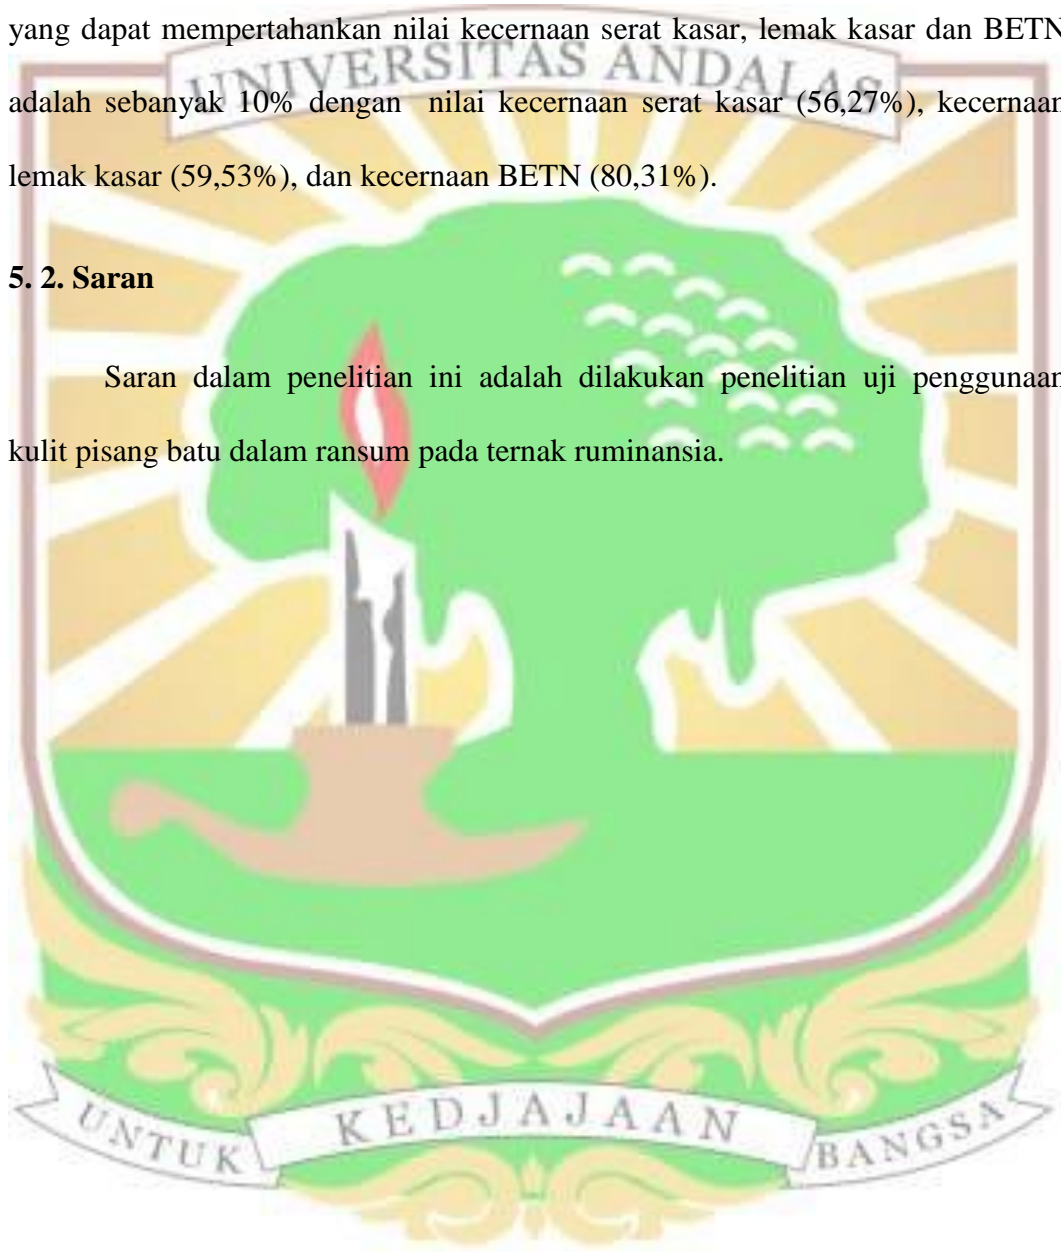 yang dapat mempertahankan nilai kecernaan serat kasar, lemak kasar dan BETN
UNIVERSITAS ANDALAS
adalah sebanyak 10% dengan nilai kecernaan serat kasar (56,27%), kecernaan
lemak kasar (59,53%), dan kecernaan BETN (80,31%).
5. 2. Saran
Saran dalam penelitian ini adalah dilakukan penelitian uji penggunaan
kulit pisang batu dalam ransum pada ternak ruminansia.
UNTUK KEDJAJAAN BANGSA